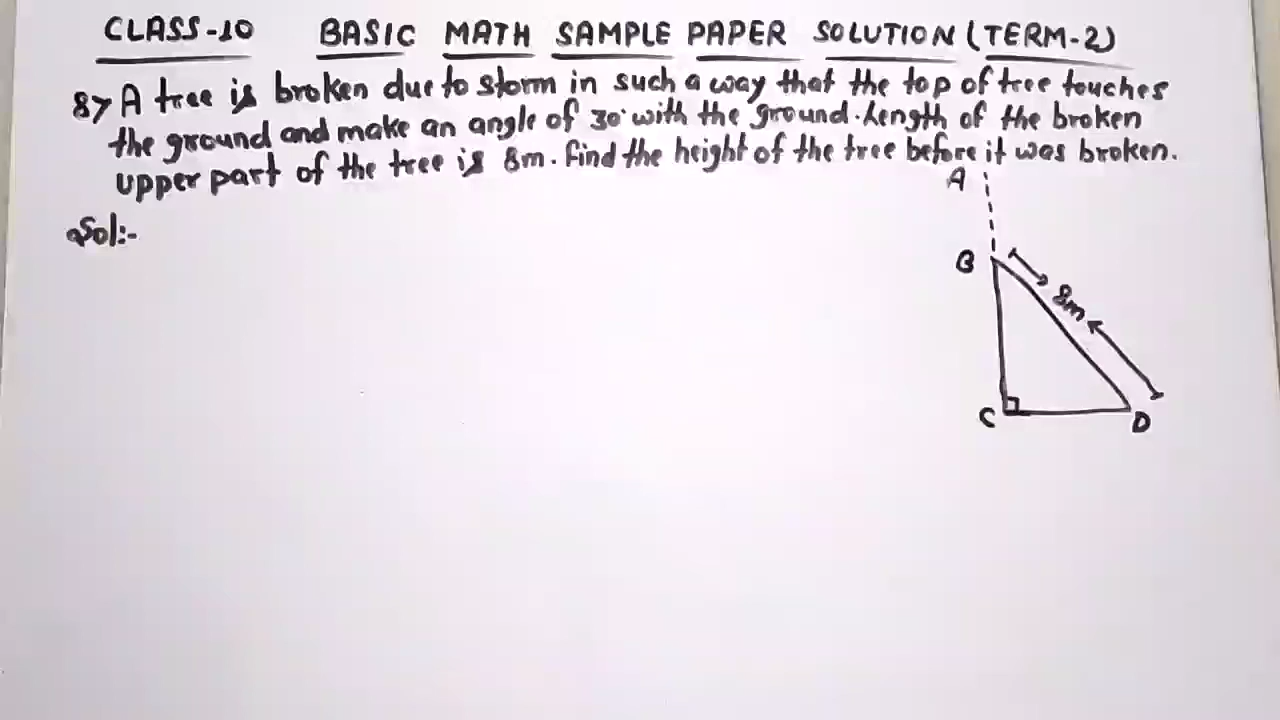 CLASS-10 BASIC MATH SAMPLE PAPER SOLUTION (TERM-2)
8> A tree is broken due to storm in such a way that the top of tree touches
the ground and make an angle of 30° with the ground. Length of the broken
upper part of the tree is 8m. find the height of the tree before it was broken.
Sol:-
A
B
8m
C
D